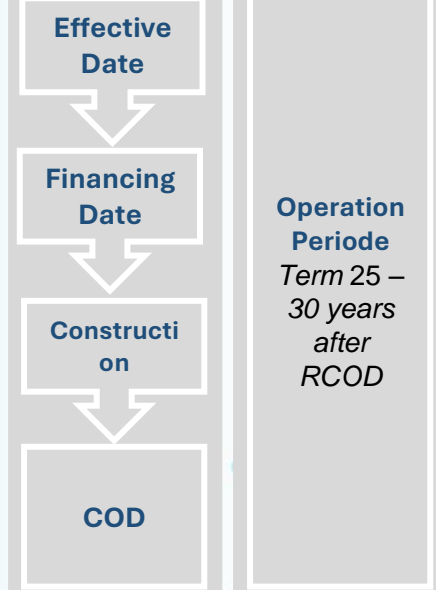 Effective
Date
Financing
Date
Constructi
on
COD
Operation
Periode
Term 25 –
30 years
after
RCOD